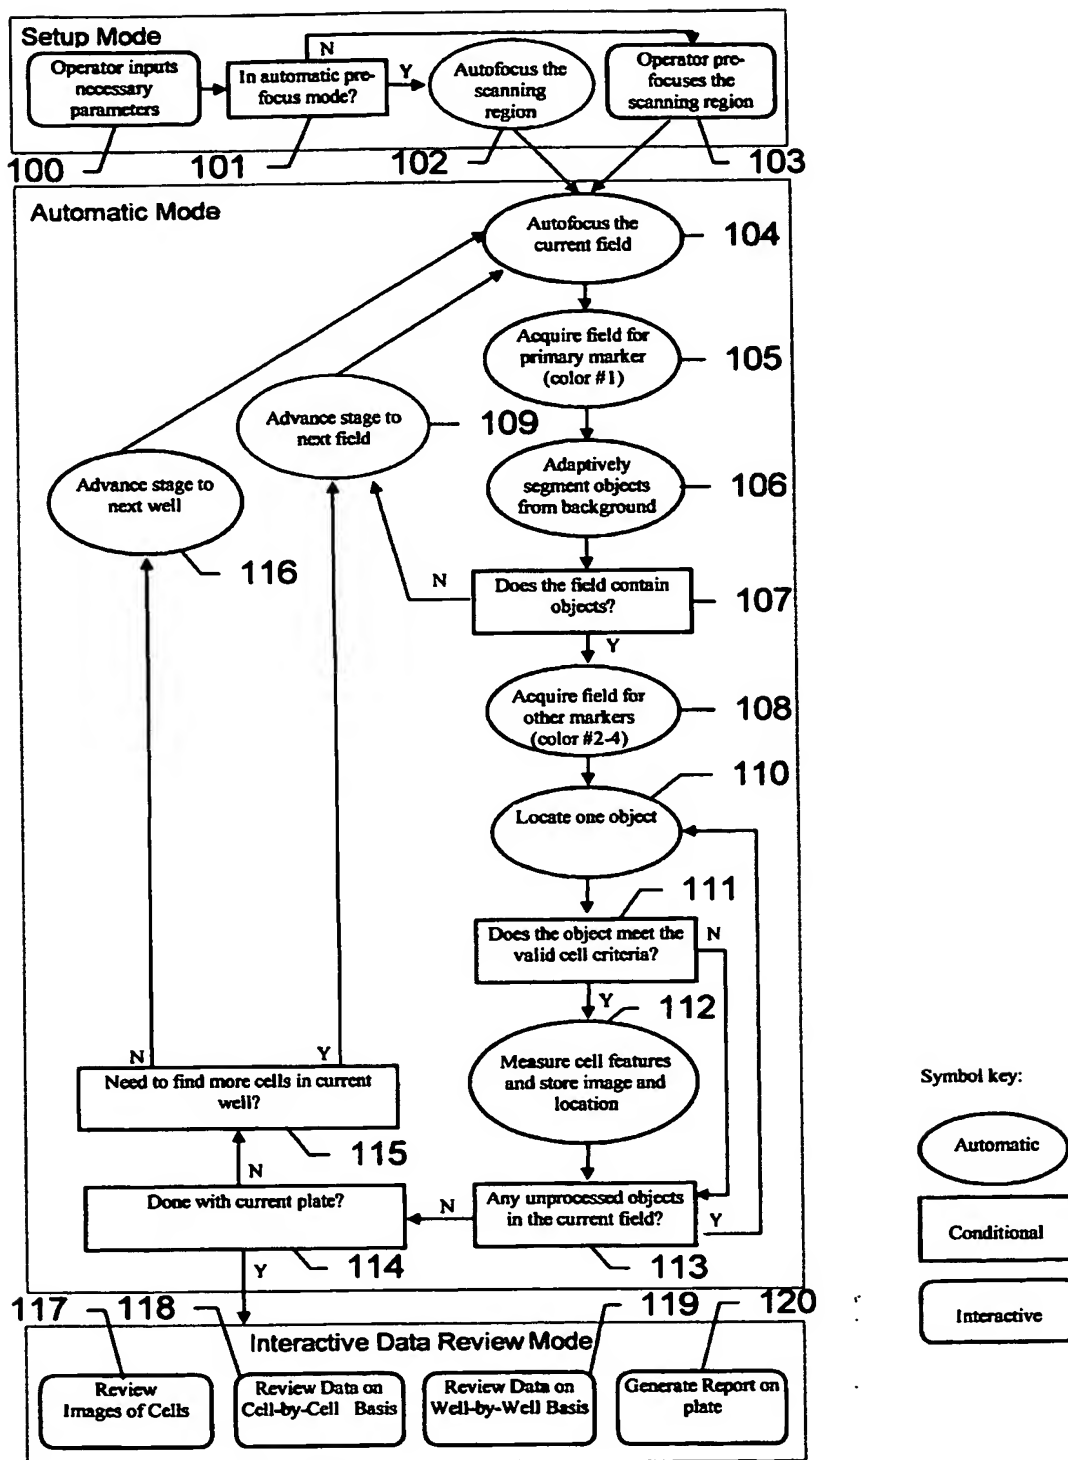 Setup Mode
Operator inputs
necessary
parameters
In automatic pre-
focus mode?
N
Y
Autofocus the
scanning
region
Operator pre-
focuses the
scanning region
100
101
102
103
Automatic Mode
Autofocus the
current field
104
Acquire field for
primary marker
(color #1)
105
Advance stage to
next field
109
Adaptively
segment objects
from background
106
Advance stage to
next well
116
N
Does the field contain
objects?
107
Y
Acquire field for
other markers
(color #2-4)
108
110
Locate one object
111
Does the object meet the
valid cell criteria?
N
Y
112
Measure cell features
and store image and
location
N
Y
Need to find more cells in current
well?
115
N
Done with current plate?
N
Any unprocessed objects
in the current field?
Y
114
113
Y
Symbol key:
Automatic
Conditional
Interactive
117
118
119
120
Interactive Data Review Mode
Review
Images of Cells
Review Data on
Cell-by-Cell Basis
Review Data on
Well-by-Well Basis
Generate Report on
plate